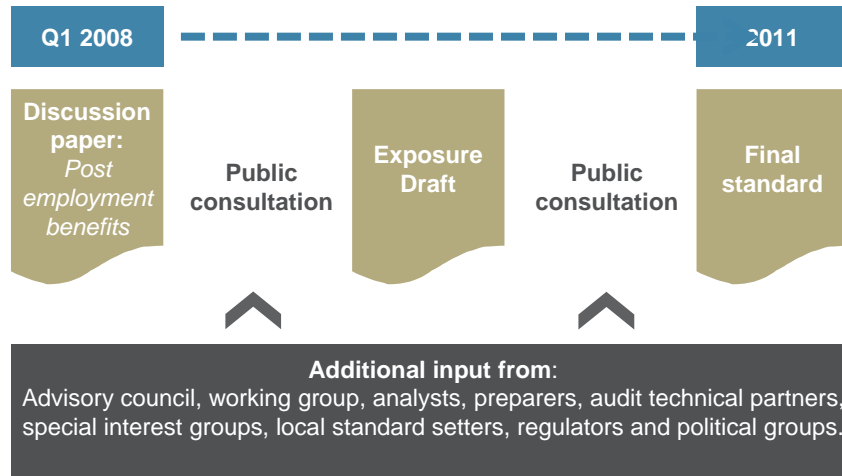 Q1 2008
2011
Discussion
paper:
Post
employment
benefits
Public
consultation
Exposure
Draft
Public
consultation
Final
standard
Additional input from:
Advisory council, working group, analysts, preparers, audit technical partners,
special interest groups, local standard setters, regulators and political groups.